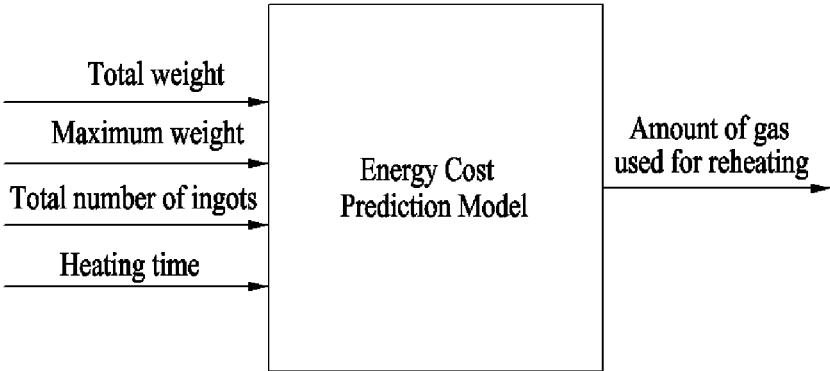 Total weight
Maximum weight
Total number of ingots
Heating time
Energy Cost
Prediction Model
Amount of gas
used for reheating